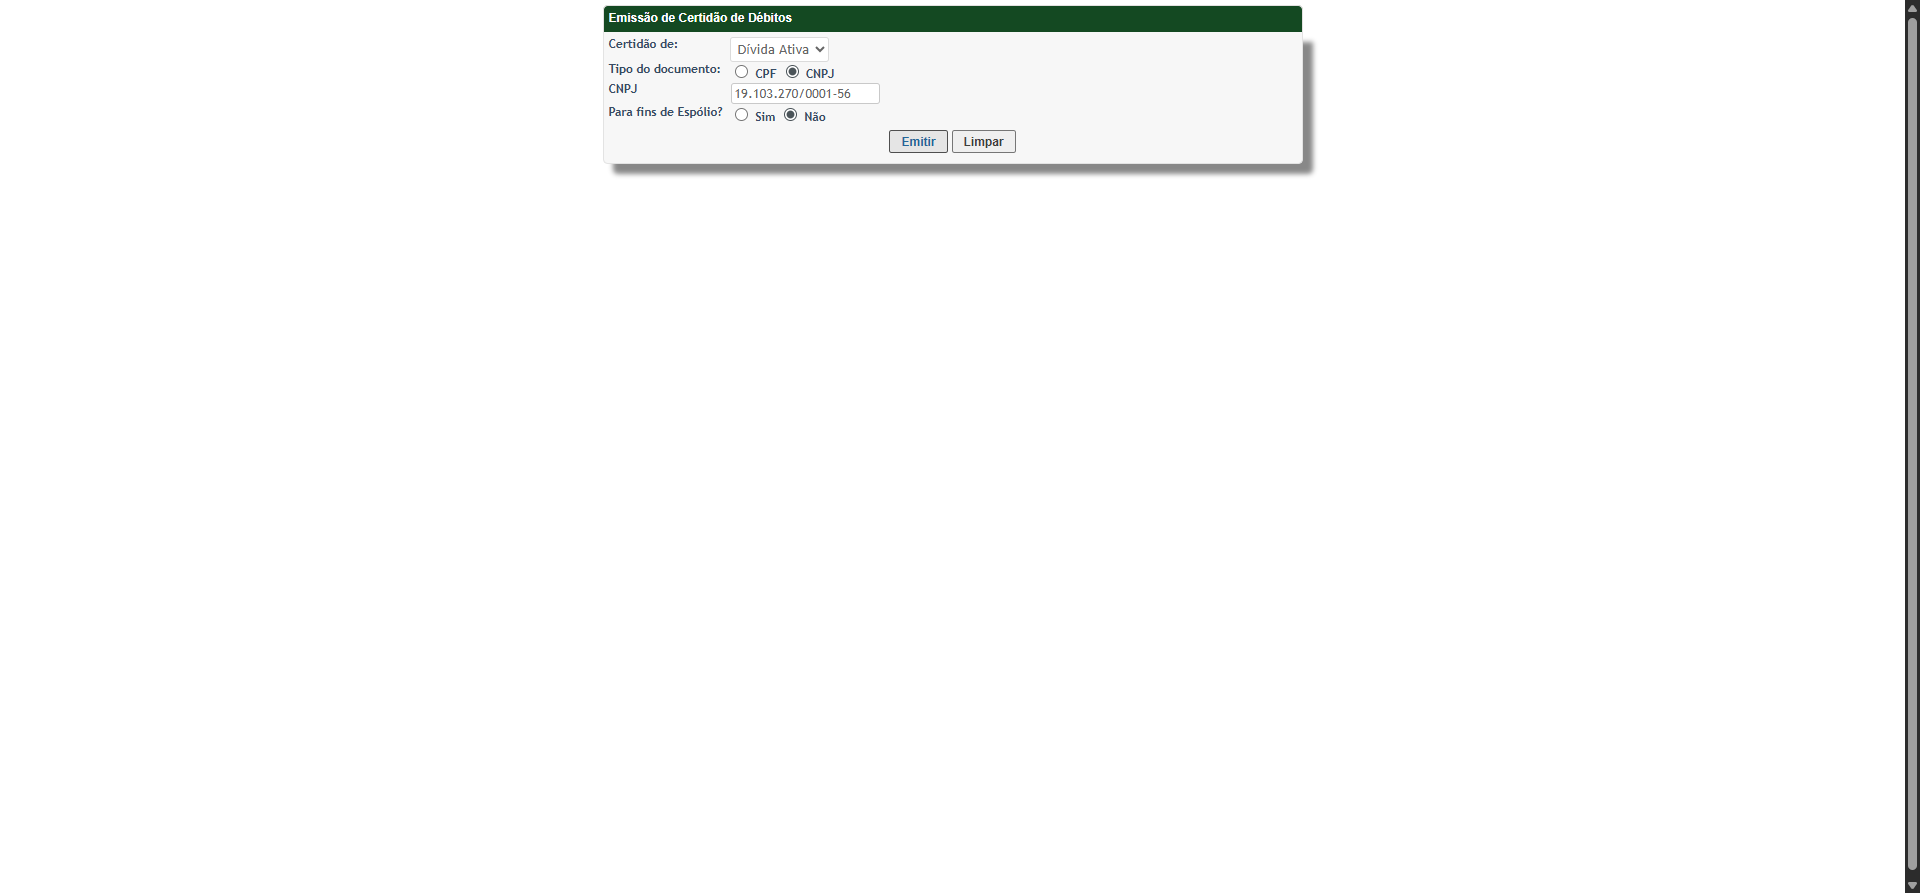 Emissão de Certidão de Débitos
Certidão de: Dívida Ativa
Tipo do documento: CPF CNPJ
CNPJ 19.103.270/0001-56
Para fins de Espólio? Sim Não
Emitir Limpar